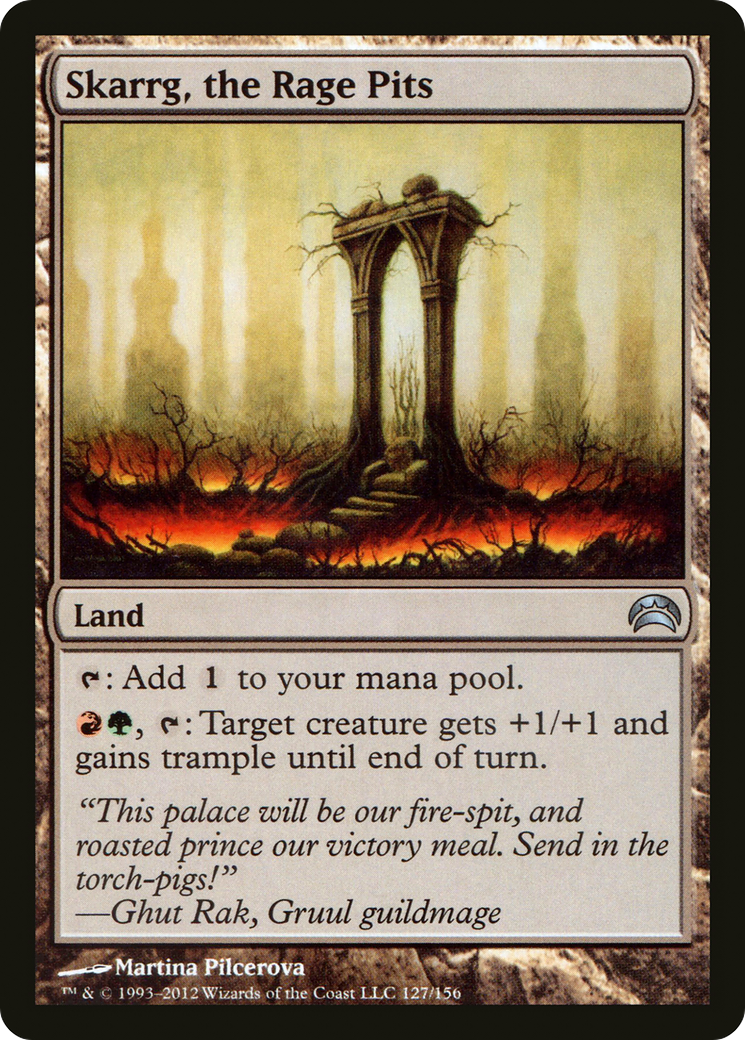 Skarrg, the Rage Pits
Land
: Add 1 to your mana pool.
, : Target creature gets +1/+1 and
gains trample until end of turn.
“This palace will be our fire-spit, and
roasted prince our victory meal. Send in the
torch-pigs!”
—Ghut Rak, Gruul guildmage
Martina Pilcerova
™ & © 1993–2012 Wizards of the Coast LLC 127/156